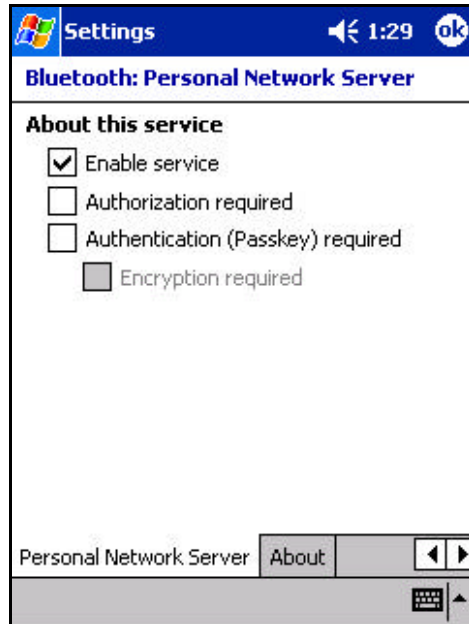 Settings 1:29 ok
Bluetooth: Personal Network Server
About this service
Enable service
Authorization required
Authentication (Passkey) required
Encryption required
Personal Network Server About